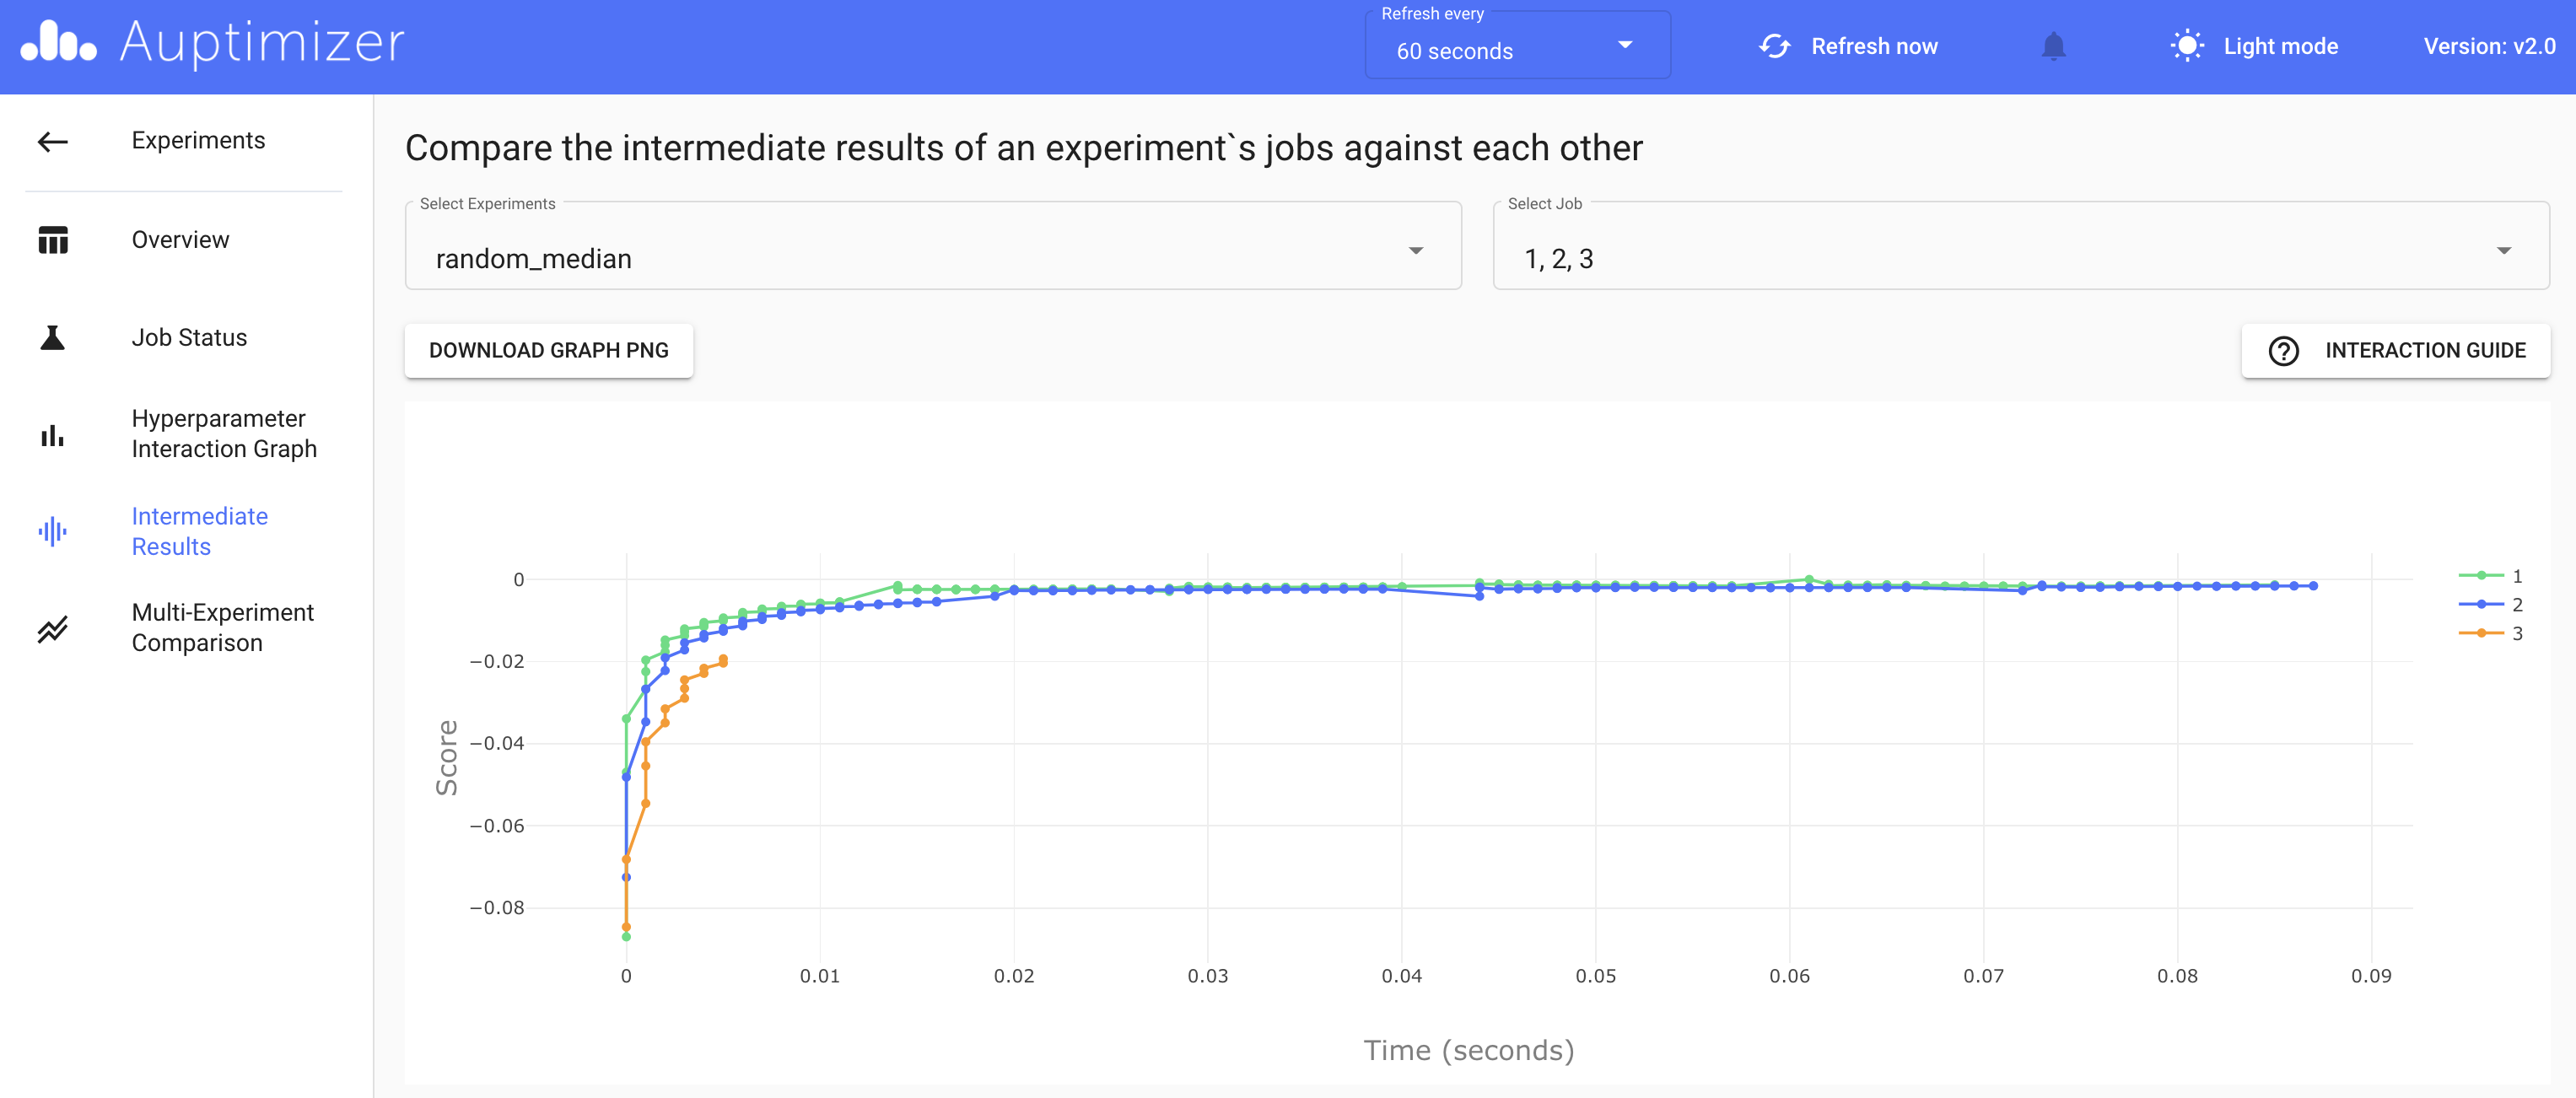 Auptimizer
Refresh every
60 seconds
Refresh now
Light mode
Version: v2.0
Experiments
Overview
Job Status
Hyperparameter
Interaction Graph
Intermediate
Results
Multi-Experiment
Comparison
Compare the intermediate results of an experiment`s jobs against each other
Select Experiments
random_median
Select Job
1, 2, 3
DOWNLOAD GRAPH PNG
? INTERACTION GUIDE
Score
0
−0.02
−0.04
−0.06
−0.08
0 0.01 0.02 0.03 0.04 0.05 0.06 0.07 0.08 0.09
Time (seconds)
1
2
3